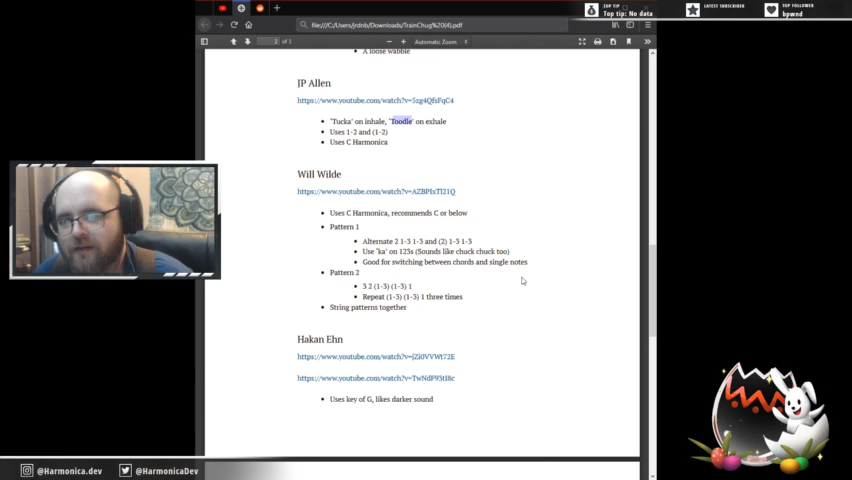 TOP TIP
Top tip: No data
LATEST SUBSCRIBER
TOP FOLLOWER
bpwnd
file:///C:/Users/jrdnb/Downloads/TrainChug%20(4).pdf
2 of 3
Automatic Zoom
A loose wabble
JP Allen
https://www.youtube.com/watch?v=5zg4QfsFqC4
'Tucka' on inhale, 'Toodle' on exhale
Uses 1-2 and (1-2)
Uses C Harmonica
Will Wilde
https://www.youtube.com/watch?v=AZBPIxTl21Q
Uses C Harmonica, recommends C or below
Pattern 1
Alternate 2 1-3 1-3 and (2) 1-3 1-3
Use 'ka' on 123s (Sounds like chuck chuck too)
Good for switching between chords and single notes
Pattern 2
3 2 (1-3) (1-3) 1
Repeat (1-3) (1-3) 1 three times
String patterns together
Hakan Ehn
https://www.youtube.com/watch?v=jZi0VVWt72E
https://www.youtube.com/watch?v=TwNdF93tI8c
Uses key of G, likes darker sound
@Harmonica.dev
@HarmonicaDev